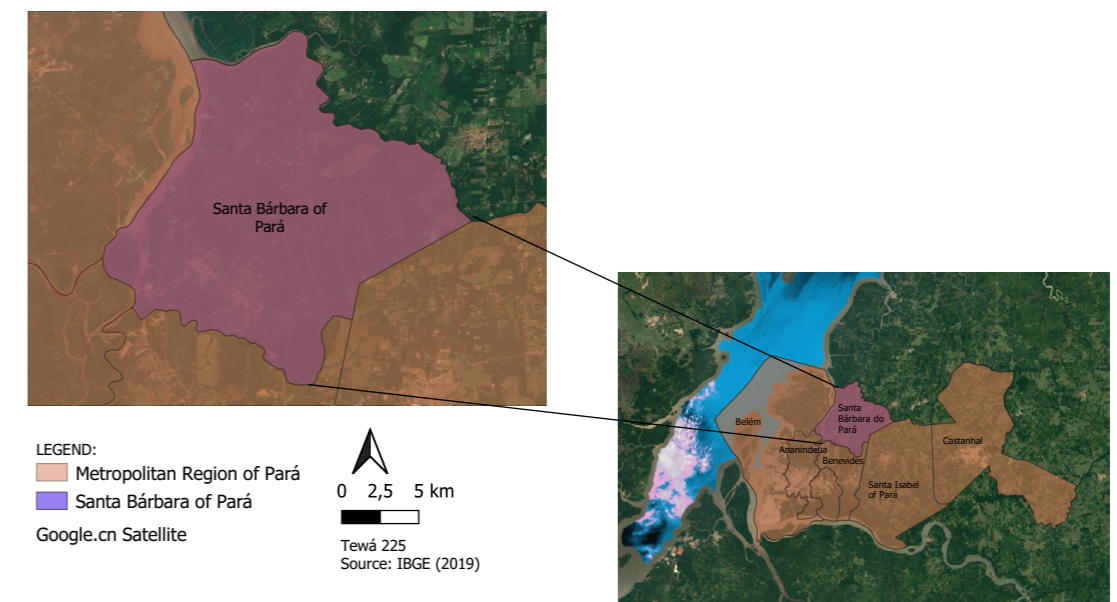 Santa Bárbara of
Pará
LEGEND:
Metropolitan Region of Pará
Santa Bárbara of Pará
Google.cn Satellite
0 2,5 5 km
Tewá 225
Source: IBGE (2019)
Belém
Santa
Bárbara do
Pará
Ananindeua
Benevides
Castanhal
Santa Isabel
of Pará